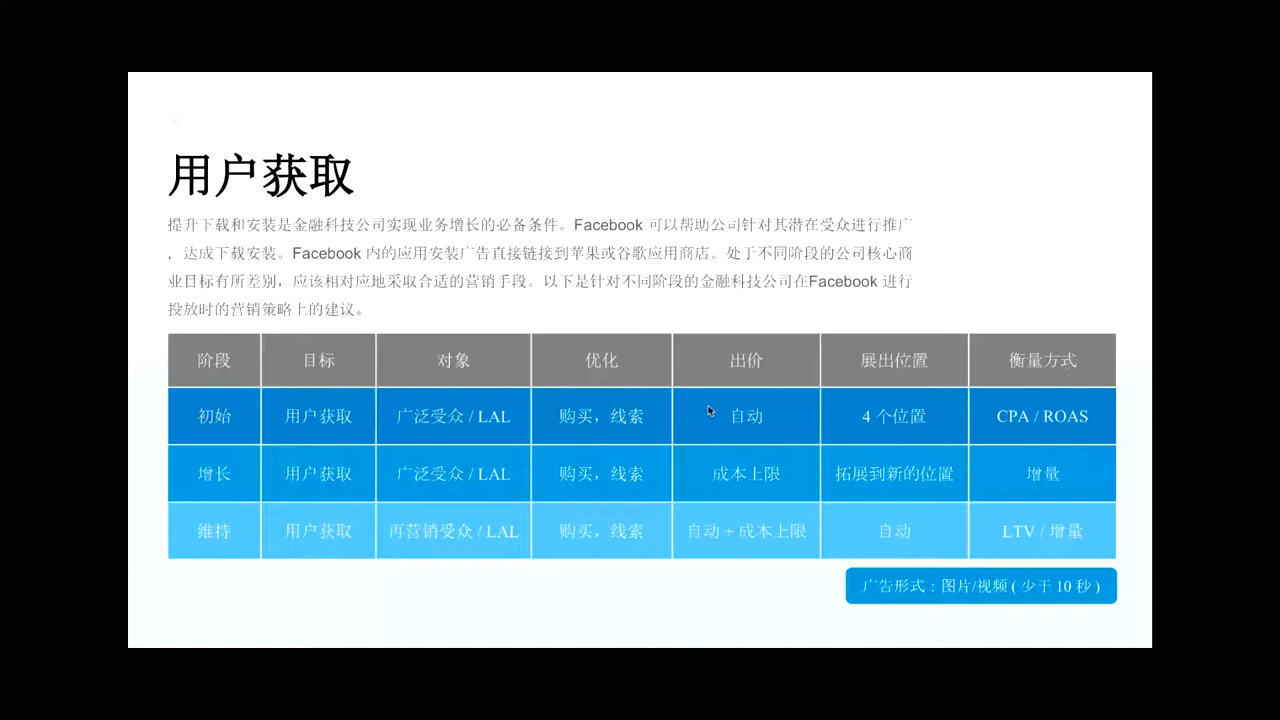 用户获取
提升下载和安装是金融科技公司实现业务增长的必备条件。Facebook 可以帮助公司针对其潜在受众进行推广
，达成下载安装。Facebook 内的应用安装广告直接链接到苹果或谷歌应用商店。处于不同阶段的公司核心商
业目标有所差别，应该相对应地采取合适的营销手段。以下是针对不同阶段的金融科技公司在Facebook 进行
投放时的营销策略上的建议。
阶段 目标 对象 优化 出价 展出位置 衡量方式
初始 用户获取 广泛受众 / LAL 购买，线索 自动 4 个位置 CPA / ROAS
增长 用户获取 广泛受众 / LAL 购买，线索 成本上限 拓展到新的位置 增量
维持 用户获取 再营销受众 / LAL 购买，线索 自动 + 成本上限 自动 LTV / 增量
广告形式：图片/视频 ( 少于 10 秒 )